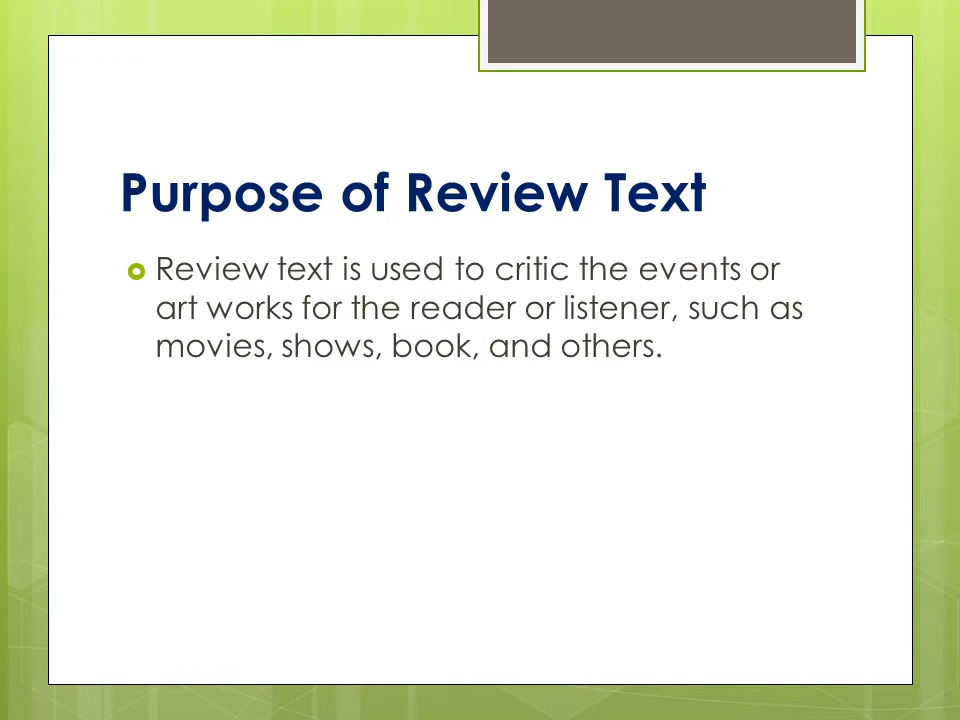 Purpose of Review Text
Review text is used to critic the events or
art works for the reader or listener, such as
movies, shows, book, and others.